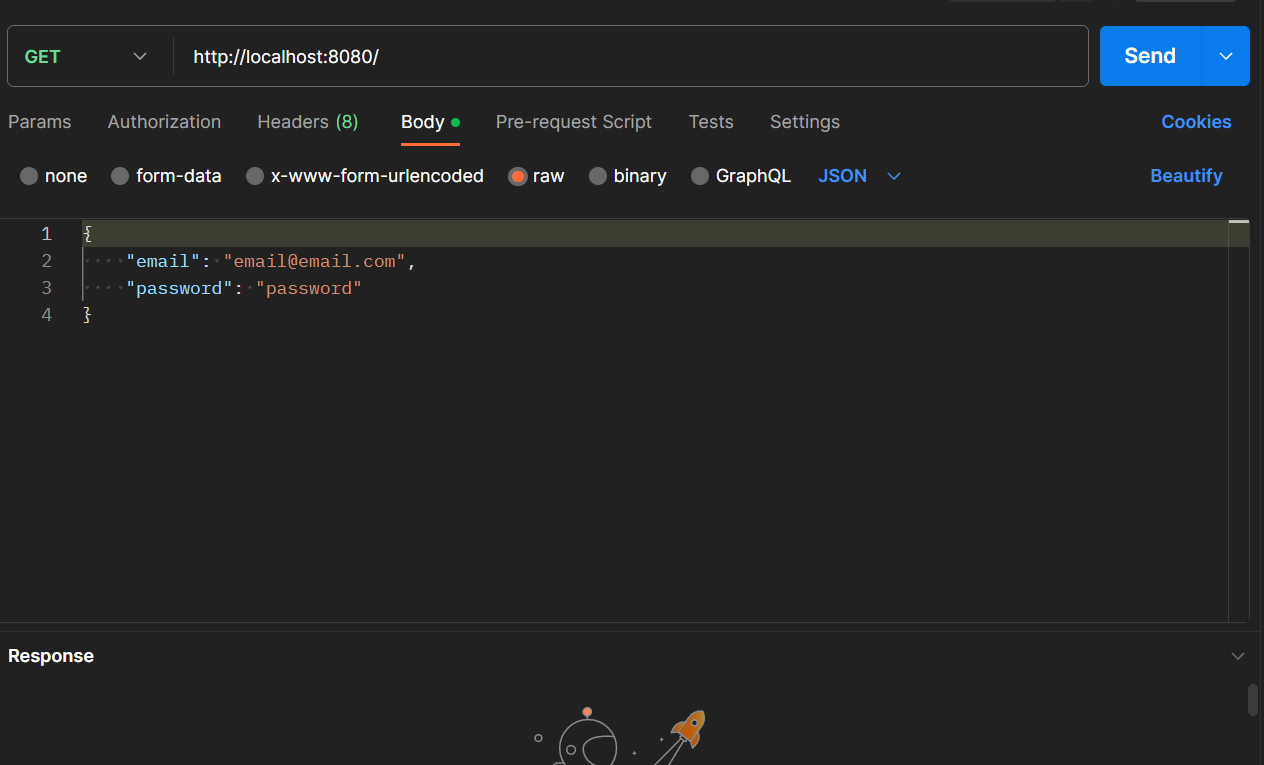 GET http://localhost:8080/ Send
Params Authorization Headers (8) Body Pre-request Script Tests Settings Cookies
none form-data x-www-form-urlencoded raw binary GraphQL JSON Beautify
1 {
2 "email": "email@email.com",
3 "password": "password"
4 }
Response